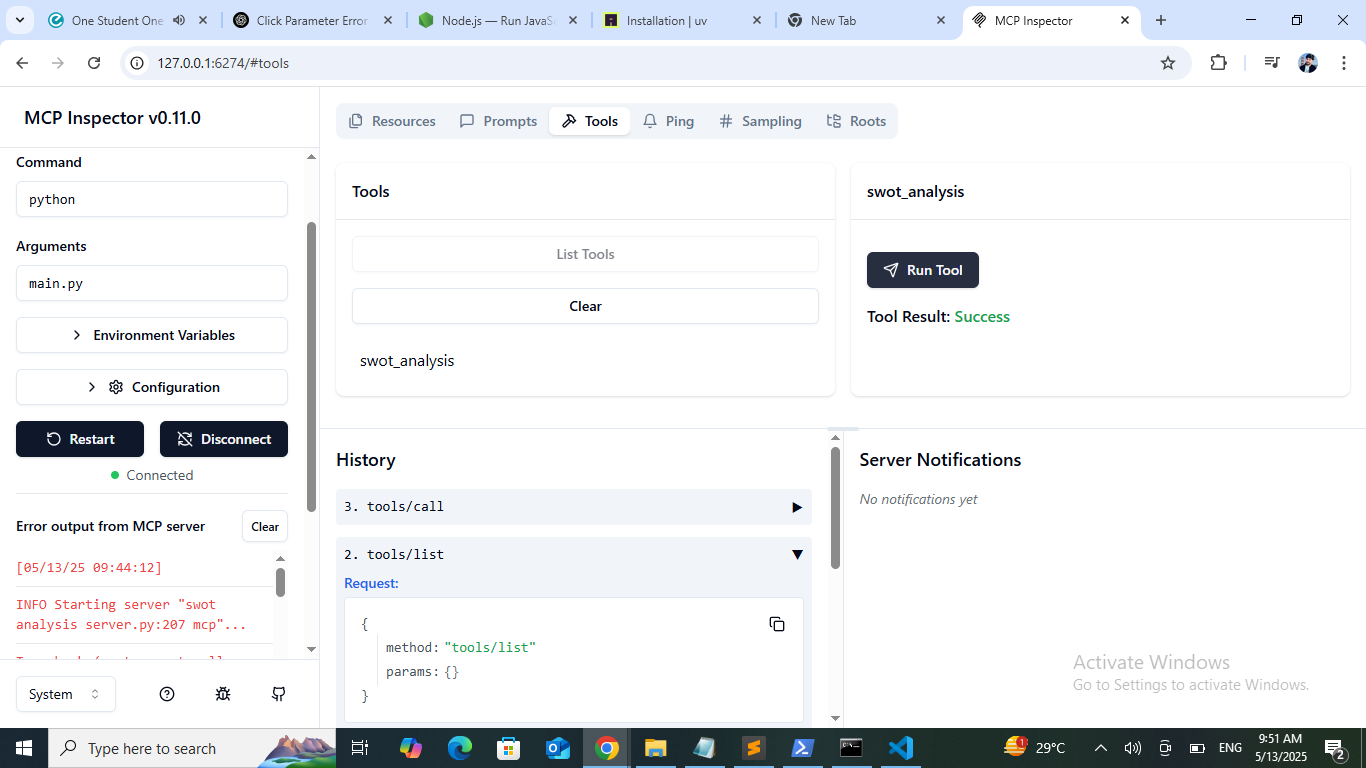 One Student One
Click Parameter Error
Node.js — Run JavaS
Installation | uv
New Tab
MCP Inspector
127.0.0.1:6274/#tools
MCP Inspector v0.11.0
Command
python
Arguments
main.py
Environment Variables
Configuration
Restart
Disconnect
Connected
Error output from MCP server
Clear
[05/13/25 09:44:12]
INFO Starting server "swot
analysis server.py:207 mcp"...
System
Resources
Prompts
Tools
Ping
Sampling
Roots
Tools
List Tools
Clear
swot_analysis
swot_analysis
Run Tool
Tool Result: Success
History
3. tools/call
2. tools/list
Request:
{
method: "tools/list"
params: {}
}
Server Notifications
No notifications yet
Activate Windows
Go to Settings to activate Windows.
Type here to search
1
29°C
ENG
9:51 AM
5/13/2025
2